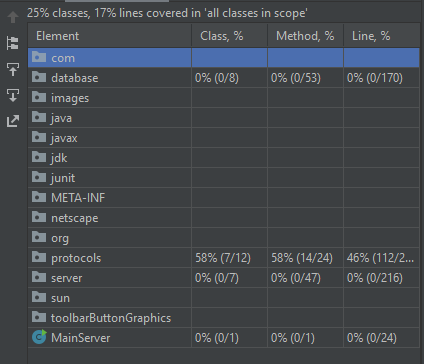 25% classes, 17% lines covered in 'all classes in scope'
Element Class, % Method, % Line, %
com
database 0% (0/8) 0% (0/53) 0% (0/170)
images
java
javax
jdk
junit
META-INF
netscape
org
protocols 58% (7/12) 58% (14/24) 46% (112/2...
server 0% (0/7) 0% (0/47) 0% (0/216)
sun
toolbarButtonGraphics
MainServer 0% (0/1) 0% (0/1) 0% (0/24)